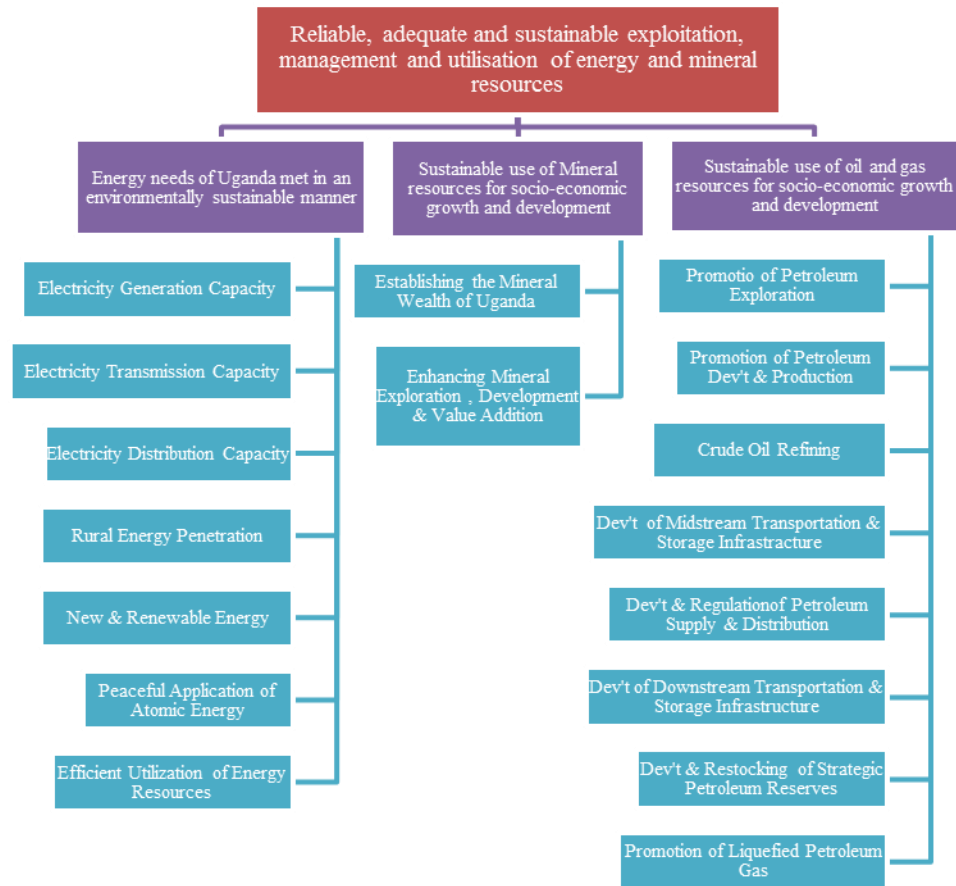 Reliable, adequate and sustainable exploitation,
management and utilisation of energy and mineral
resources
Energy needs of Uganda met in an
environmentally sustainable manner
Sustainable use of Mineral
resources for socio-economic
growth and development
Sustainable use of oil and gas
resources for socio-economic growth
and development
Electricity Generation Capacity
Electricity Transmission Capacity
Electricity Distribution Capacity
Rural Energy Penetration
New & Renewable Energy
Peaceful Application of
Atomic Energy
Efficient Utilization of Energy
Resources
Establishing the Mineral
Wealth of Uganda
Enhancing Mineral
Exploration , Development
& Value Addition
Promotio of Petroleum
Exploration
Promotion of Petroleum
Dev't & Production
Crude Oil Refining
Dev't of Midstream Transportation &
Storage Infrastracture
Dev't & Regulationof Petroleum
Supply & Distribution
Dev't of Downstream Transportation &
Storage Infrastructure
Dev't & Restocking of Strategic
Petroleum Reserves
Promotion of Liquefied Petroleum
Gas